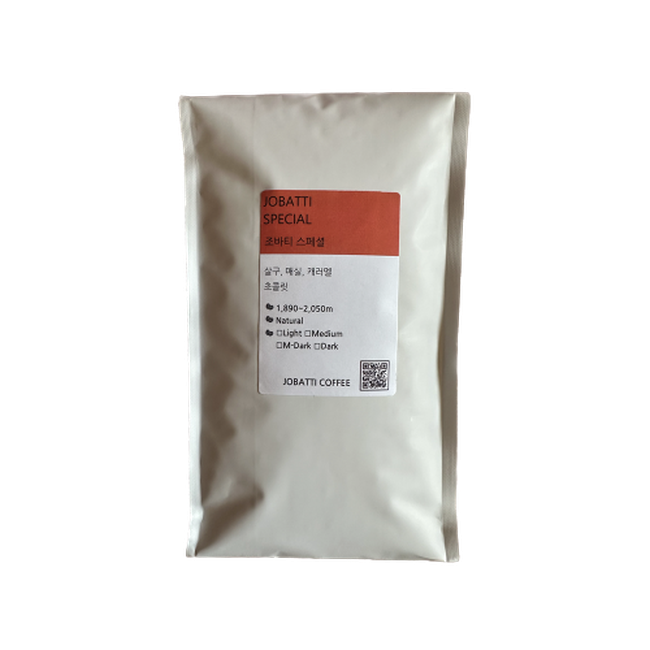 JOBATTI
SPECIAL
조바티 스페셜
살구, 매실, 캐러멜
초콜릿
1,890~2,050m
Natural
☐Light ☐Medium
☐M-Dark ☐Dark
JOBATTI COFFEE